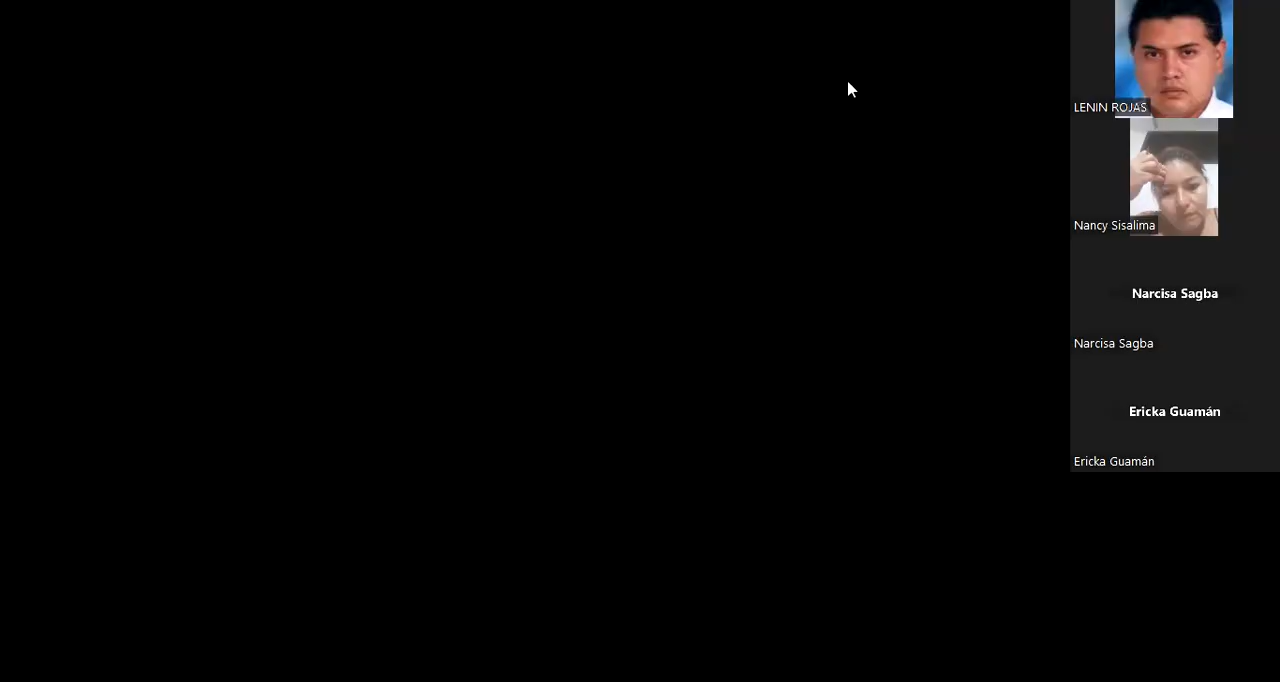 LENIN ROJAS
Nancy Sisalima
Narcisa Sagba
Narcisa Sagba
Ericka Guamán
Ericka Guamán